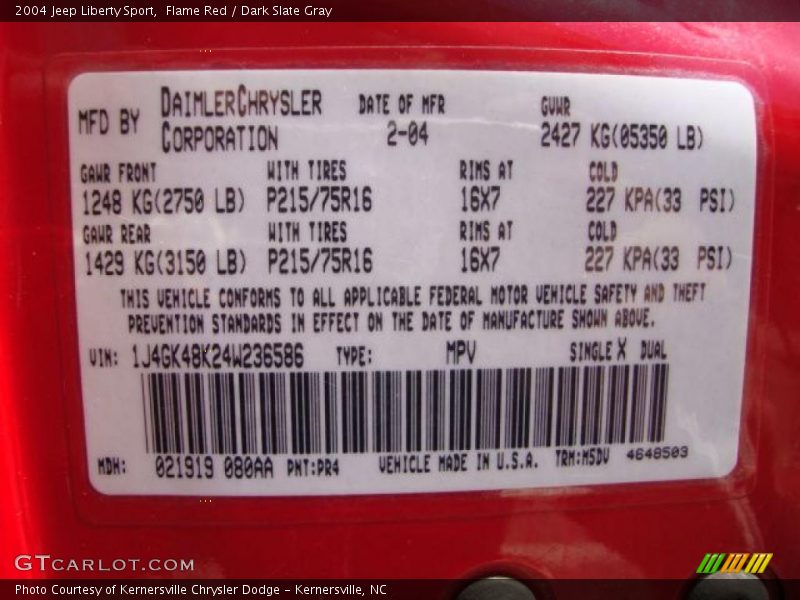 2004 Jeep Liberty Sport,  Flame Red / Dark Slate Gray
MFD BY DAIMLERCHRYSLER CORPORATION DATE OF MFR 2-04 GVWR 2427 KG(05350 LB)
GAWR FRONT WITH TIRES RIMS AT COLD
1248 KG(2750 LB) P215/75R16 16X7 227 KPA(33 PSI)
GAWR REAR WITH TIRES RIMS AT COLD
1429 KG(3150 LB) P215/75R16 16X7 227 KPA(33 PSI)
THIS VEHICLE CONFORMS TO ALL APPLICABLE FEDERAL MOTOR VEHICLE SAFETY AND THEFT
PREVENTION STANDARDS IN EFFECT ON THE DATE OF MANUFACTURE SHOWN ABOVE.
VIN: 1J4GK48K24W236586 TYPE: MPV SINGLE X DUAL
MDH: 021919 080AA PNT:PR4 VEHICLE MADE IN U.S.A. TRM:M5DV 4648503
GTCARLOT.COM
Photo Courtesy of Kernersville Chrysler Dodge - Kernersville, NC